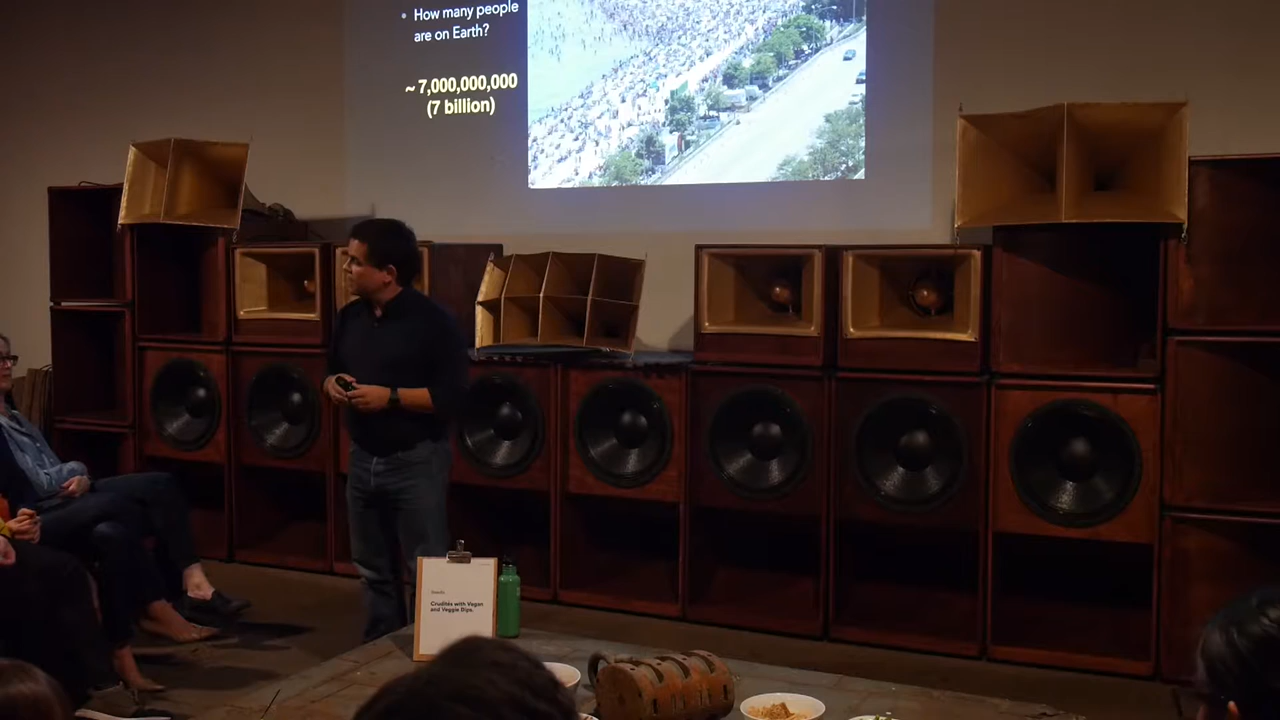 • How many people
are on Earth?
~ 7,000,000,000
(7 billion)
Crudités with Vegan
and Veggie Dips.